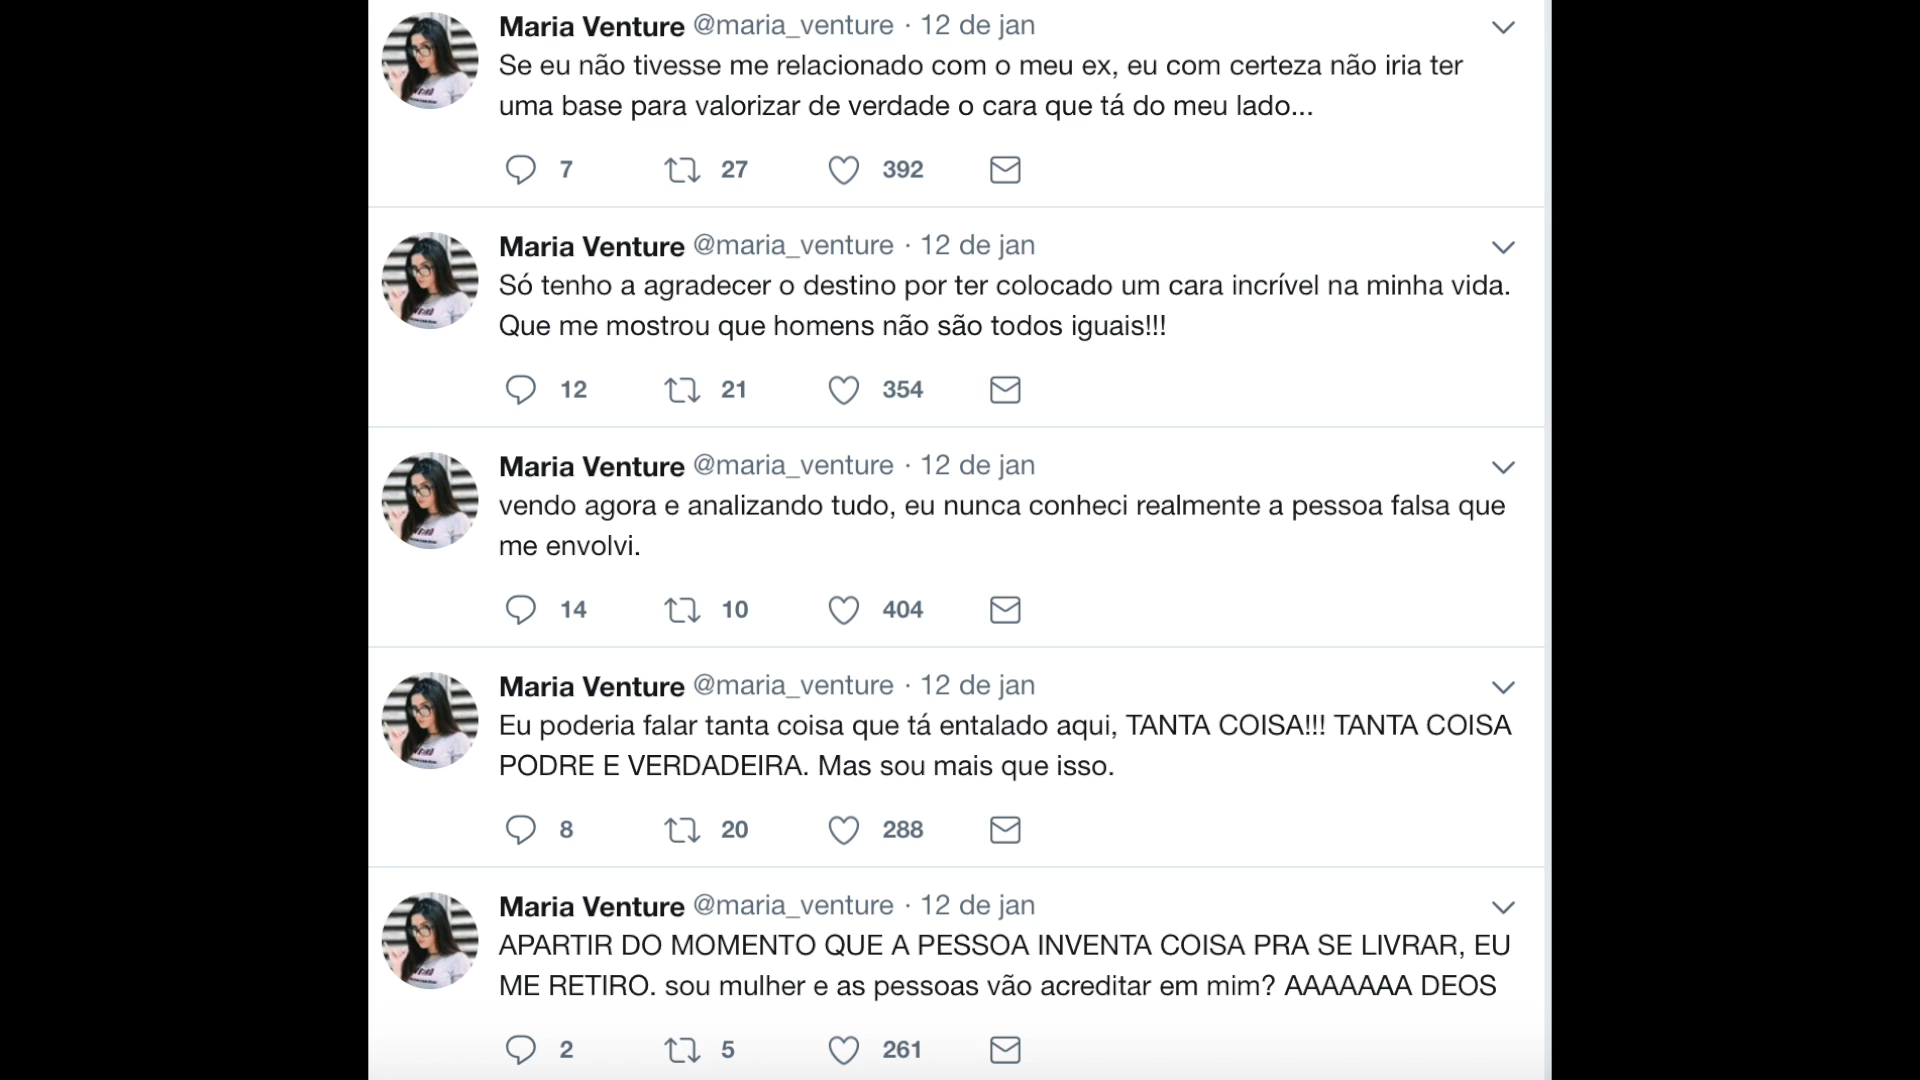 Maria Venture @maria_venture · 12 de jan
Se eu não tivesse me relacionado com o meu ex, eu com certeza não iria ter
uma base para valorizar de verdade o cara que tá do meu lado...
7 27 392
Maria Venture @maria_venture · 12 de jan
Só tenho a agradecer o destino por ter colocado um cara incrível na minha vida.
Que me mostrou que homens não são todos iguais!!!
12 21 354
Maria Venture @maria_venture · 12 de jan
vendo agora e analizando tudo, eu nunca conheci realmente a pessoa falsa que
me envolvi.
14 10 404
Maria Venture @maria_venture · 12 de jan
Eu poderia falar tanta coisa que tá entalado aqui, TANTA COISA!!! TANTA COISA
PODRE E VERDADEIRA. Mas sou mais que isso.
8 20 288
Maria Venture @maria_venture · 12 de jan
APARTIR DO MOMENTO QUE A PESSOA INVENTA COISA PRA SE LIVRAR, EU
ME RETIRO. sou mulher e as pessoas vão acreditar em mim? AAAAAAA DEOS
2 5 261